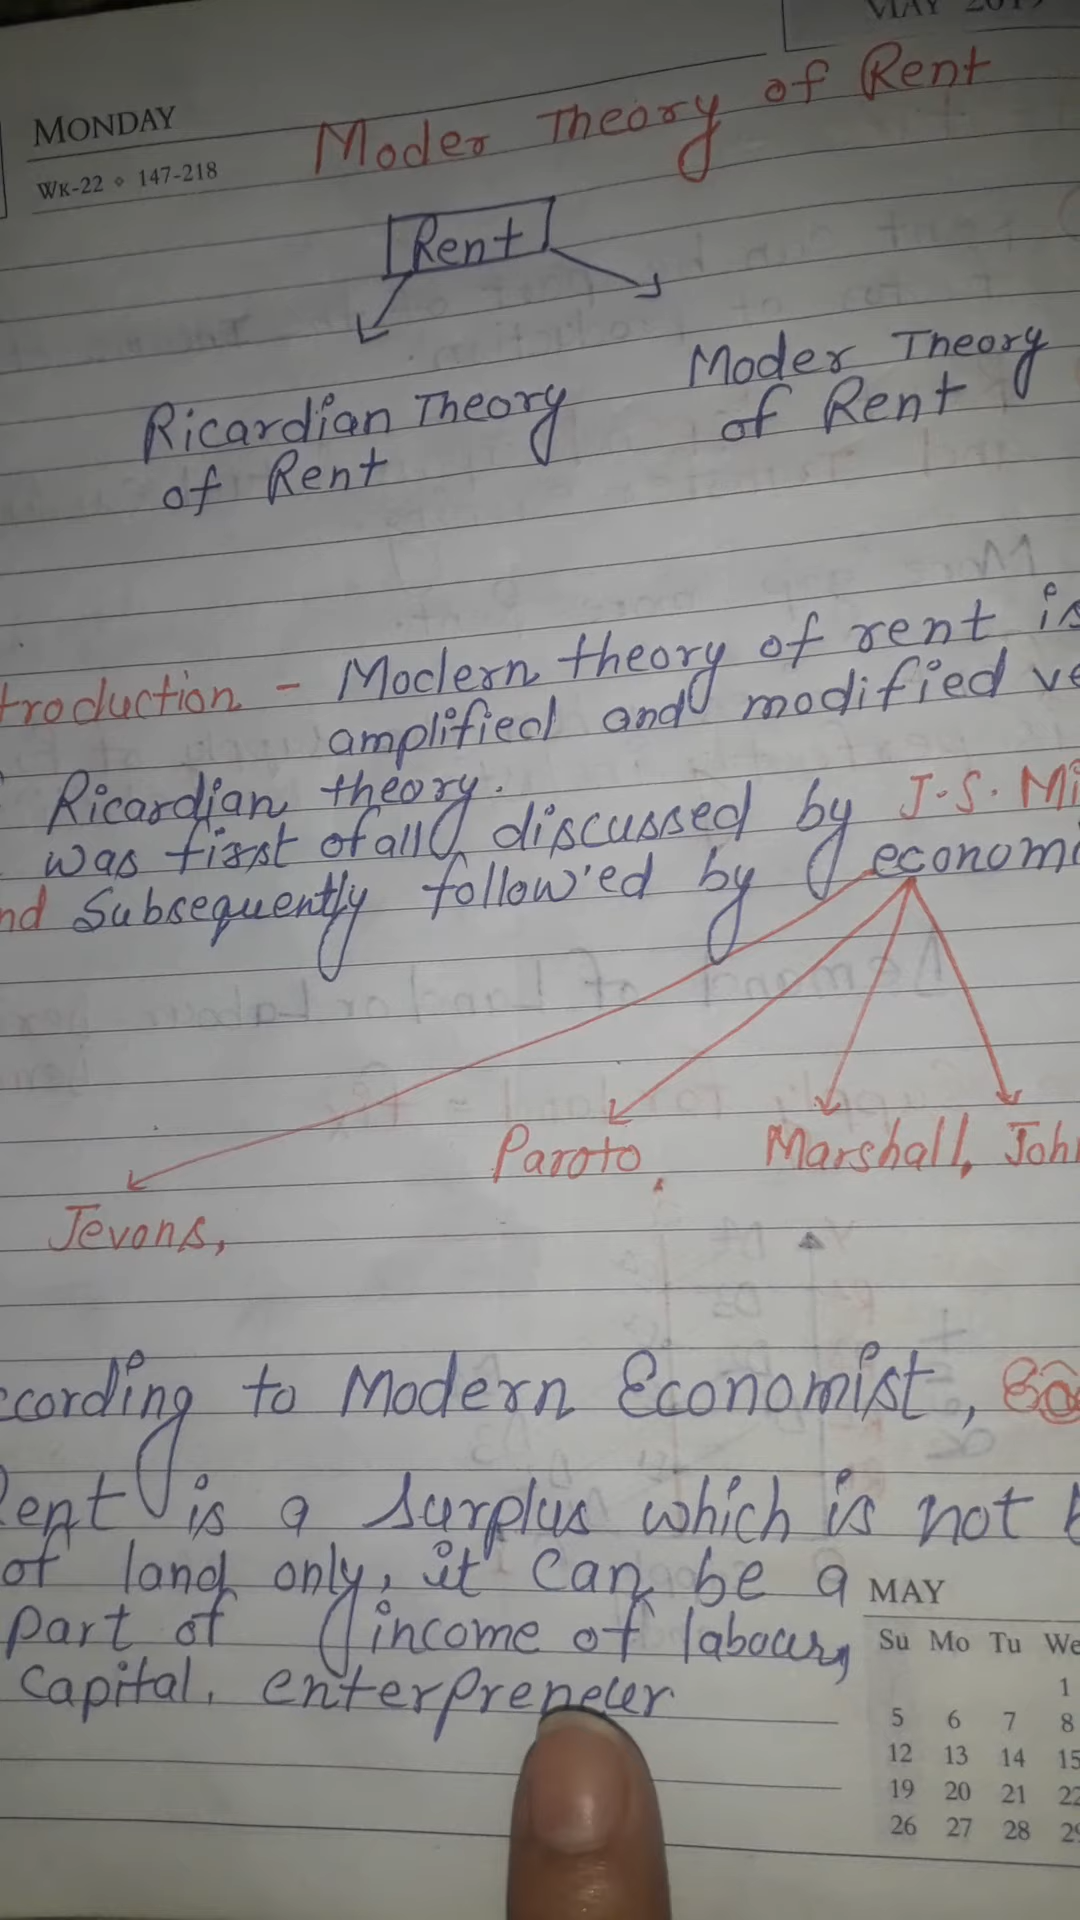 MAY 2019
MONDAY
WK-22 ⋄ 147-218
Moder Theory of Rent
Rent
Ricardian Theory
of Rent
Moder Theory
of Rent
troduction - Modern theory of rent is
amplified and modified ve
Ricardian theory.
was first of all discussed by J.S. Mi
nd Subsequently follow'ed by economi
Jevons,
Paroto,
Marshall, Joh
ccording to Modern Economist,
Rent is a surplus which is not
of land only, it can be a
part of income of labour,
capital, enterpreneur
MAY
Su Mo Tu We
1
5 6 7 8
12 13 14 15
19 20 21 22
26 27 28 29